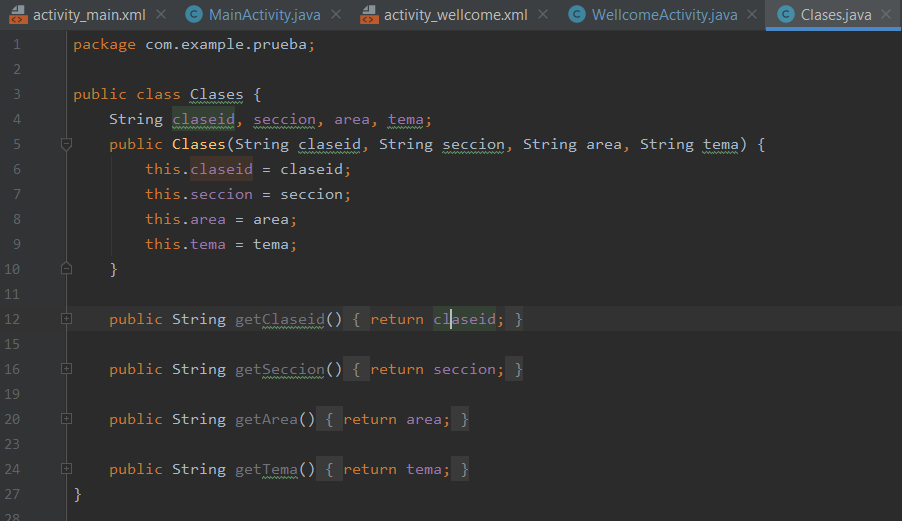 activity_main.xml MainActivity.java activity_wellcome.xml WellcomeActivity.java Clases.java
1 package com.example.prueba;
2
3 public class Clases {
4 String claseid, seccion, area, tema;
5 public Clases(String claseid, String seccion, String area, String tema) {
6 this.claseid = claseid;
7 this.seccion = seccion;
8 this.area = area;
9 this.tema = tema;
10 }
11
12 public String getClaseid() { return claseid; }
15
16 public String getSeccion() { return seccion; }
19
20 public String getArea() { return area; }
23
24 public String getTema() { return tema; }
27 }
28